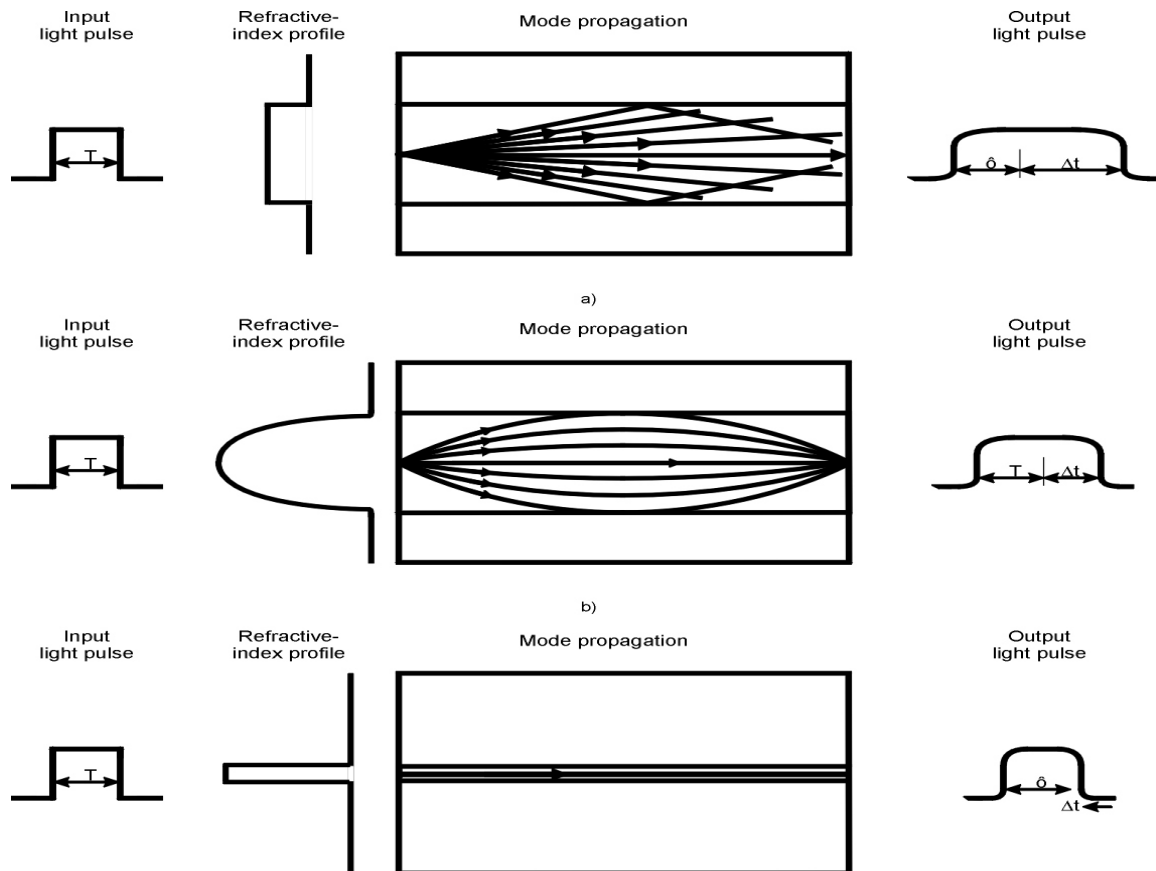 Input
light pulse
Refractive-
index profile
Mode propagation
Output
light pulse
T
ô
Δt
a)
Input
light pulse
Refractive-
index profile
Mode propagation
Output
light pulse
T
T
Δt
b)
Input
light pulse
Refractive-
index profile
Mode propagation
Output
light pulse
T
ô
Δt